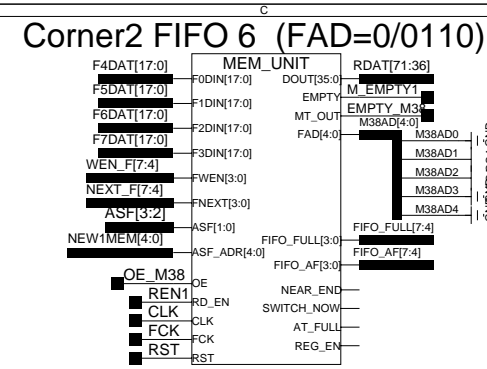 C
Corner2 FIFO 6 (FAD=0/0110)
MEM_UNIT
F4DAT[17:0]
F0DIN[17:0]
F5DAT[17:0]
F1DIN[17:0]
F6DAT[17:0]
F2DIN[17:0]
F7DAT[17:0]
F3DIN[17:0]
WEN_F[7:4]
FWEN[3:0]
NEXT_F[7:4]
FNEXT[3:0]
ASF[3:2]
ASF[1:0]
NEW1MEM[4:0]
ASF_ADR[4:0]
OE_M38
OE
REN1
RD_EN
CLK
CLK
FCK
FCK
RST
RST
RDAT[71:36]
DOUT[35:0]
M_EMPTY1
EMPTY
EMPTY_M38
MT_OUT
M38AD[4:0]
FAD[4:0]
M38AD0
M38AD1
M38AD2
M38AD3
M38AD4
FIFO_FULL[7:4]
FIFO_FULL[3:0]
FIFO_AF[7:4]
FIFO_AF[3:0]
NEAR_END
SWITCH_NOW
AT_FULL
REG_EN